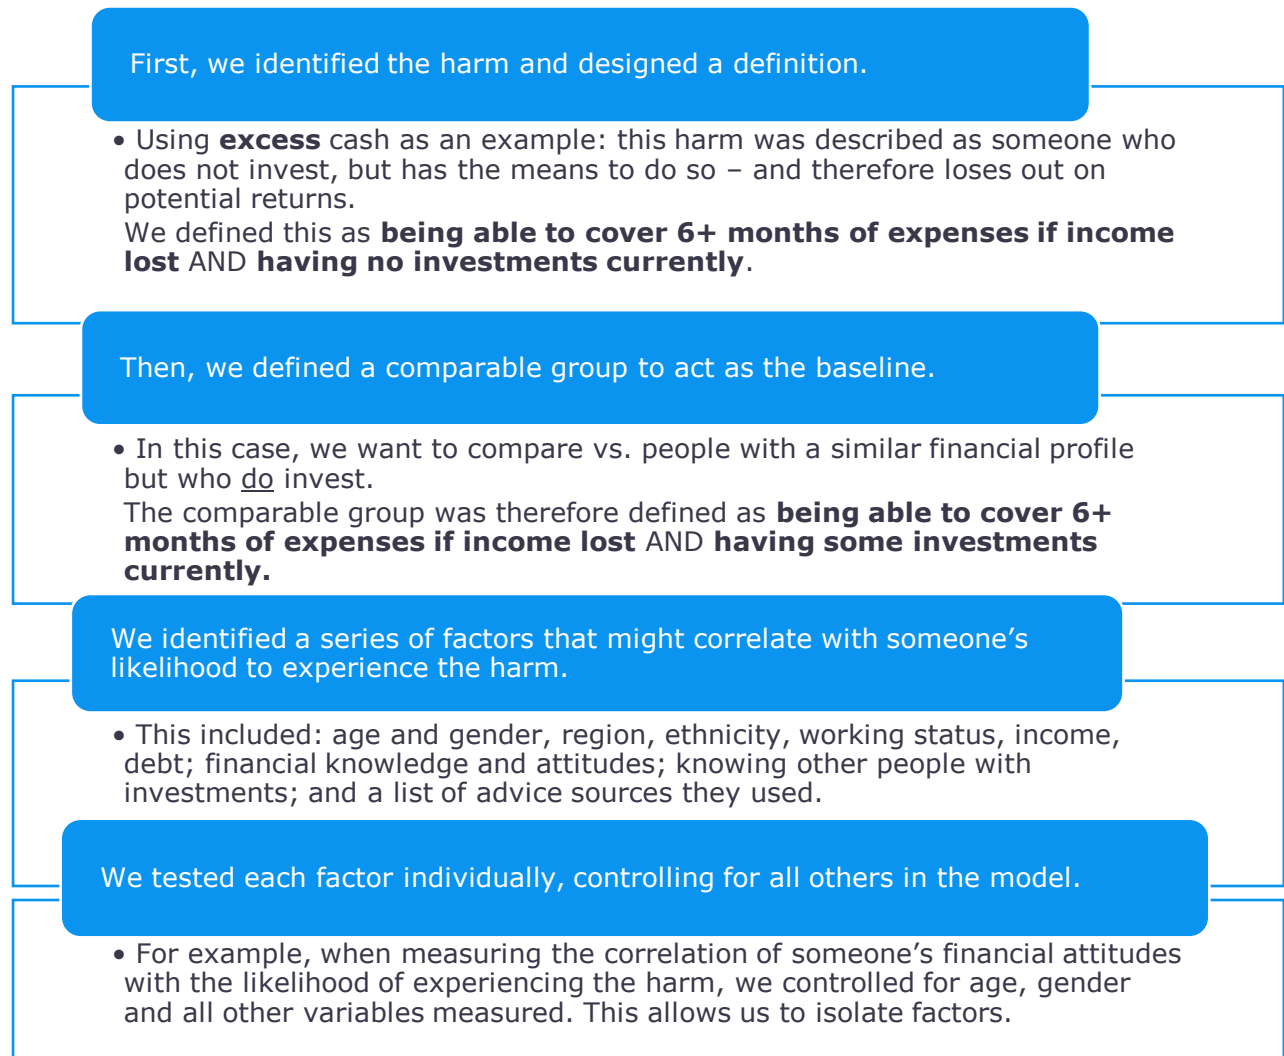 First, we identified the harm and designed a definition.
• Using excess cash as an example: this harm was described as someone who
does not invest, but has the means to do so – and therefore loses out on
potential returns.
We defined this as being able to cover 6+ months of expenses if income
lost AND having no investments currently.
Then, we defined a comparable group to act as the baseline.
• In this case, we want to compare vs. people with a similar financial profile
but who do invest.
The comparable group was therefore defined as being able to cover 6+
months of expenses if income lost AND having some investments
currently.
We identified a series of factors that might correlate with someone’s
likelihood to experience the harm.
• This included: age and gender, region, ethnicity, working status, income,
debt; financial knowledge and attitudes; knowing other people with
investments; and a list of advice sources they used.
We tested each factor individually, controlling for all others in the model.
• For example, when measuring the correlation of someone’s financial attitudes
with the likelihood of experiencing the harm, we controlled for age, gender
and all other variables measured. This allows us to isolate factors.